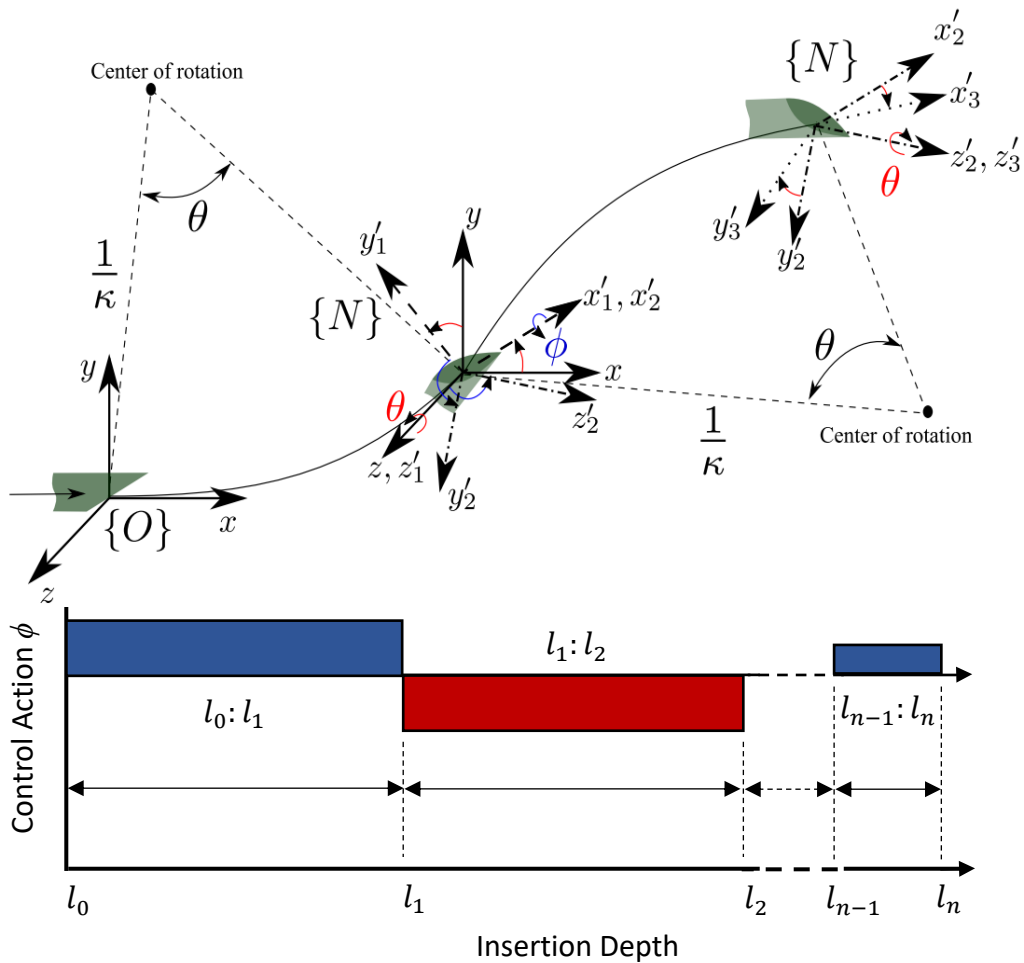 Center of rotation
{N}
x′₂
x′₃
z′₂, z′₃
θ
y′₃
y′₂
θ
1/κ
y
y′₁
{N}
x′₁, x′₂
ϕ
x
z′₂
θ
z, z′₁
y′₂
θ
1/κ
Center of rotation
y
{O}
x
z
Control Action ϕ
l₀: l₁
l₁: l₂
lₙ₋₁: lₙ
l₀
l₁
l₂
lₙ₋₁
lₙ
Insertion Depth